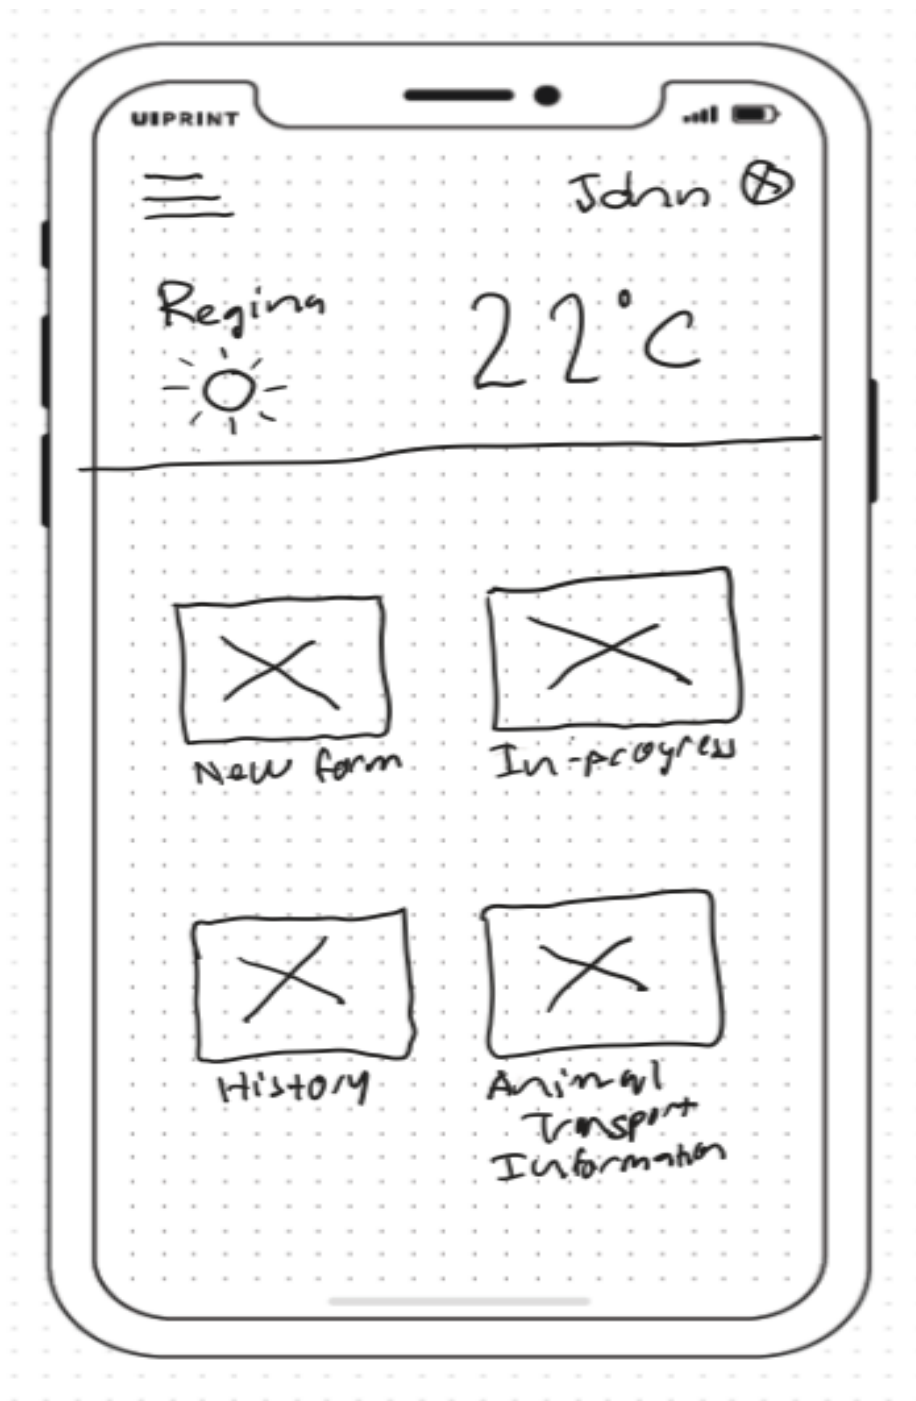 UIPRINT
John
Regina
22°C
New form
In-progress
History
Animal
Transport
Information